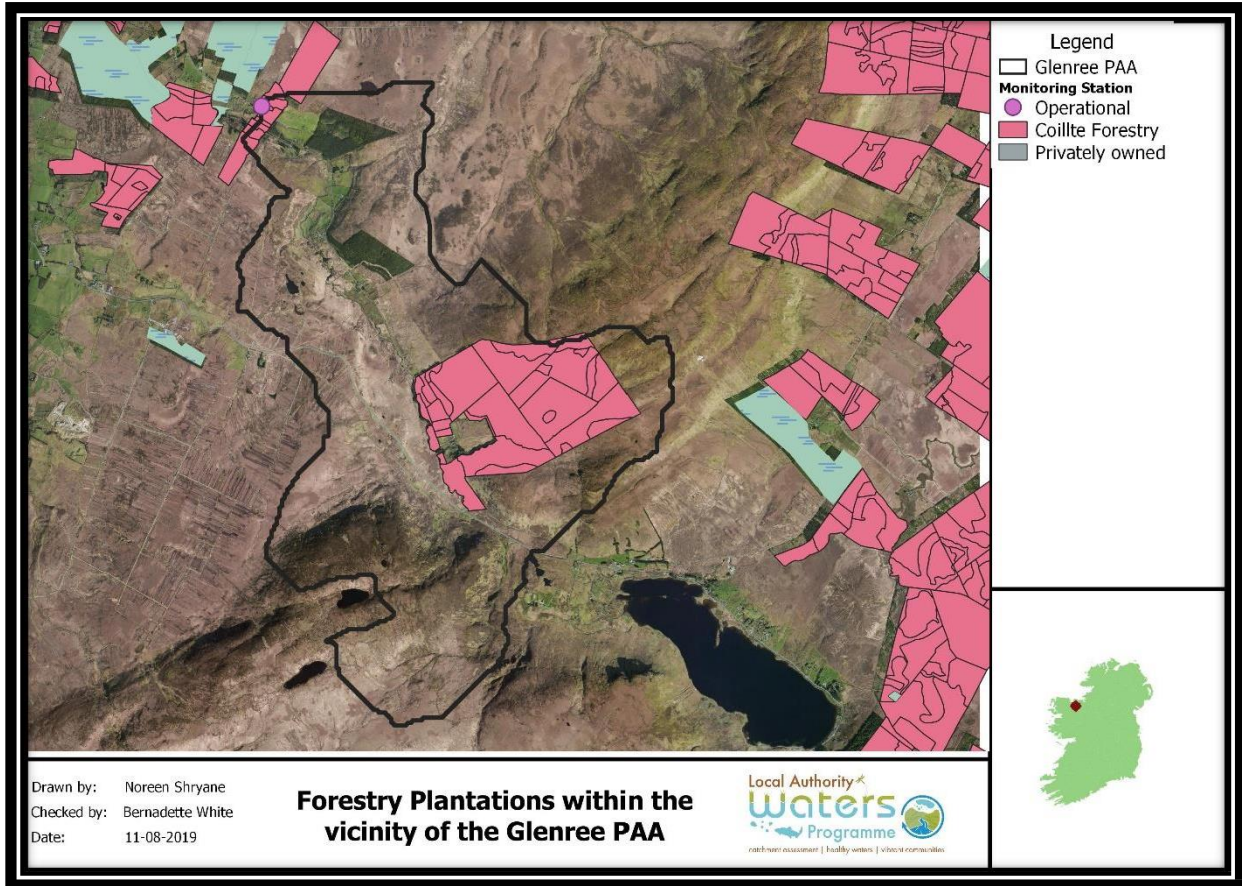 Legend
Glenree PAA
Monitoring Station
Operational
Coillte Forestry
Privately owned
Drawn by: Noreen Shryane
Checked by: Bernadette White
Date: 11-08-2019
Forestry Plantations within the
vicinity of the Glenree PAA
Local Authority
Waters
Programme
catchment assessment | healthy waters | vibrant communities